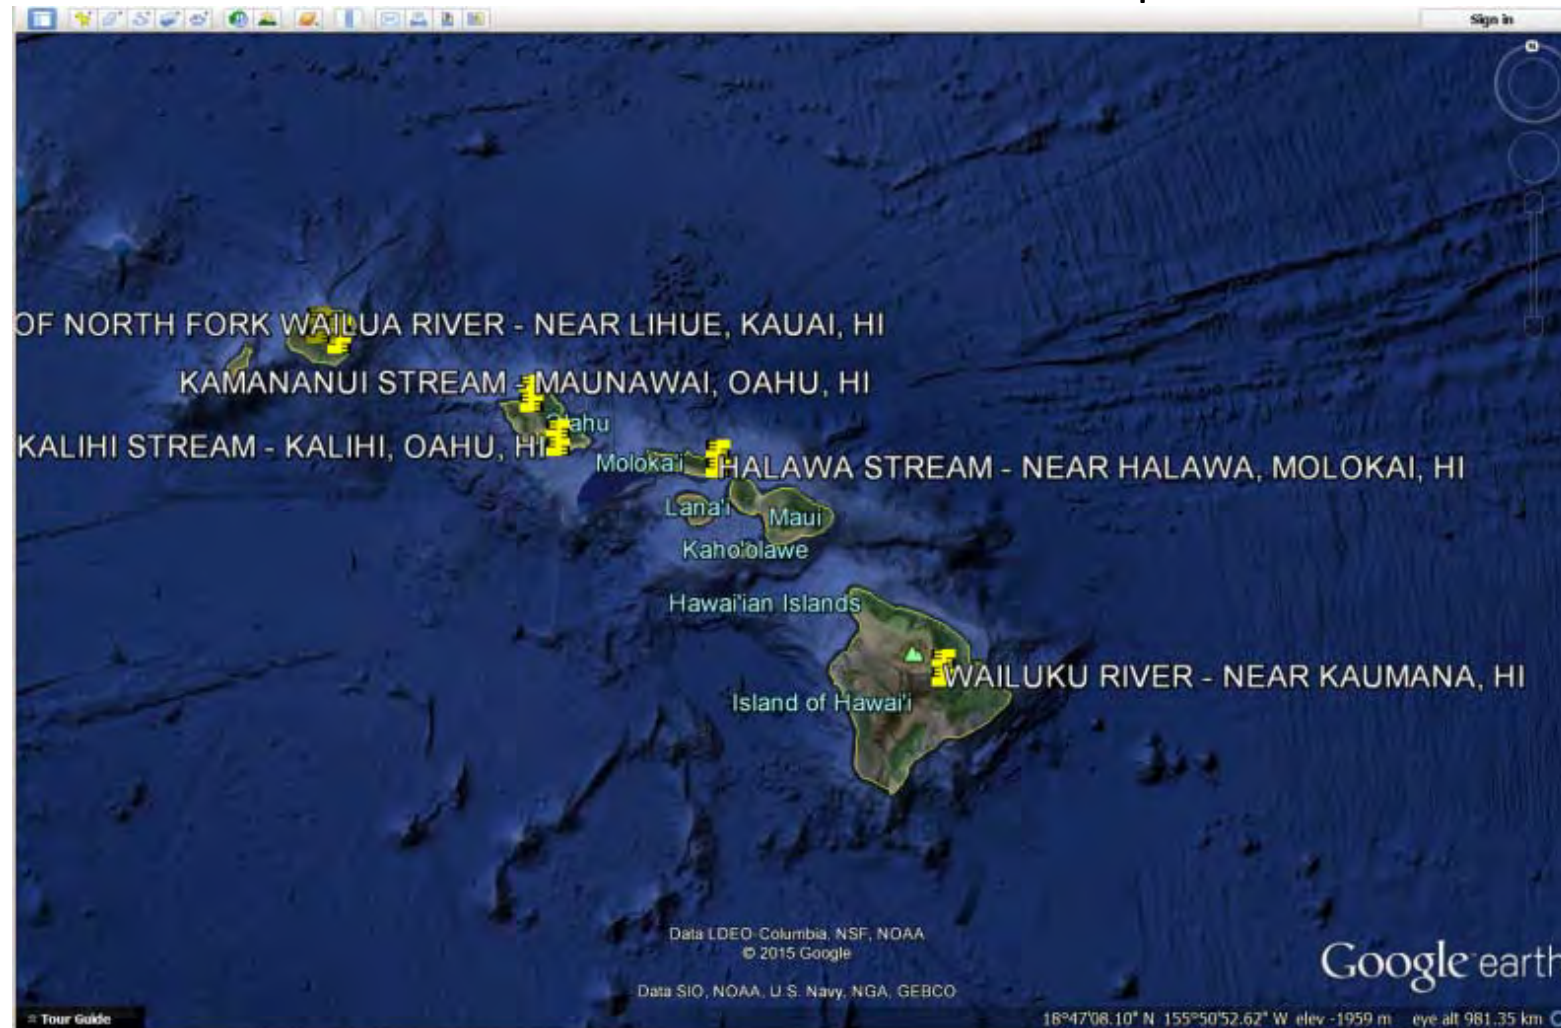 Sign in
N
OF NORTH FORK WAILUA RIVER - NEAR LIHUE, KAUAI, HI
KAMANANUI STREAM - MAUNAWAI, OAHU, HI
ahu
KALIHI STREAM - KALIHI, OAHU, HI
Moloka'i
HALAWA STREAM - NEAR HALAWA, MOLOKAI, HI
Lana'i
Maui
Kaho'olawe
Hawai'ian Islands
WAILUKU RIVER - NEAR KAUMANA, HI
Island of Hawai'i
Data LDEO-Columbia, NSF, NOAA
© 2015 Google
Google earth
Data SIO, NOAA, U.S. Navy, NGA, GEBCO
Tour Guide
18°47'08.10" N 155°50'52.62" W elev -1959 m eye alt 981.35 km